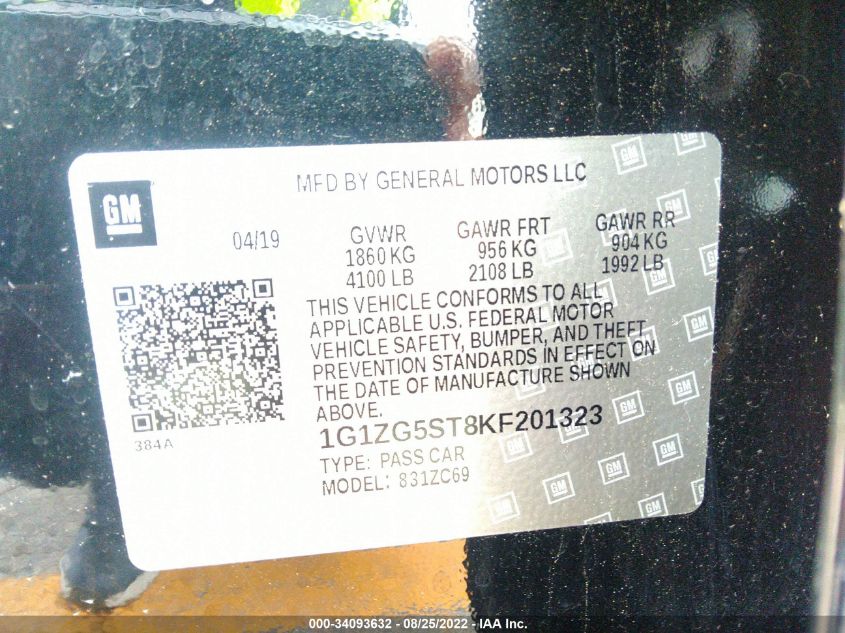 MFD BY GENERAL MOTORS LLC
GM
04/19
GVWR
1860 KG
4100 LB
GAWR FRT
956 KG
2108 LB
GAWR RR
904 KG
1992 LB
THIS VEHICLE CONFORMS TO ALL
APPLICABLE U.S. FEDERAL MOTOR
VEHICLE SAFETY, BUMPER, AND THEFT
PREVENTION STANDARDS IN EFFECT ON
THE DATE OF MANUFACTURE SHOWN
ABOVE.
384A
1G1ZG5ST8KF201323
TYPE: PASS CAR
MODEL: 831ZC69
000-34093632 - 08/25/2022 - IAA Inc.